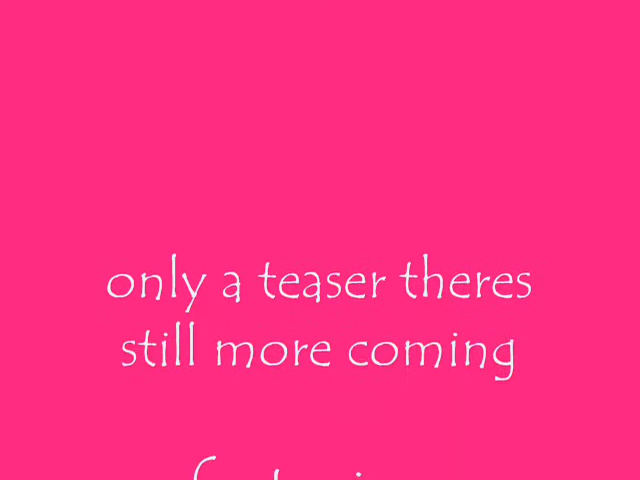 only a teaser theres
still more coming